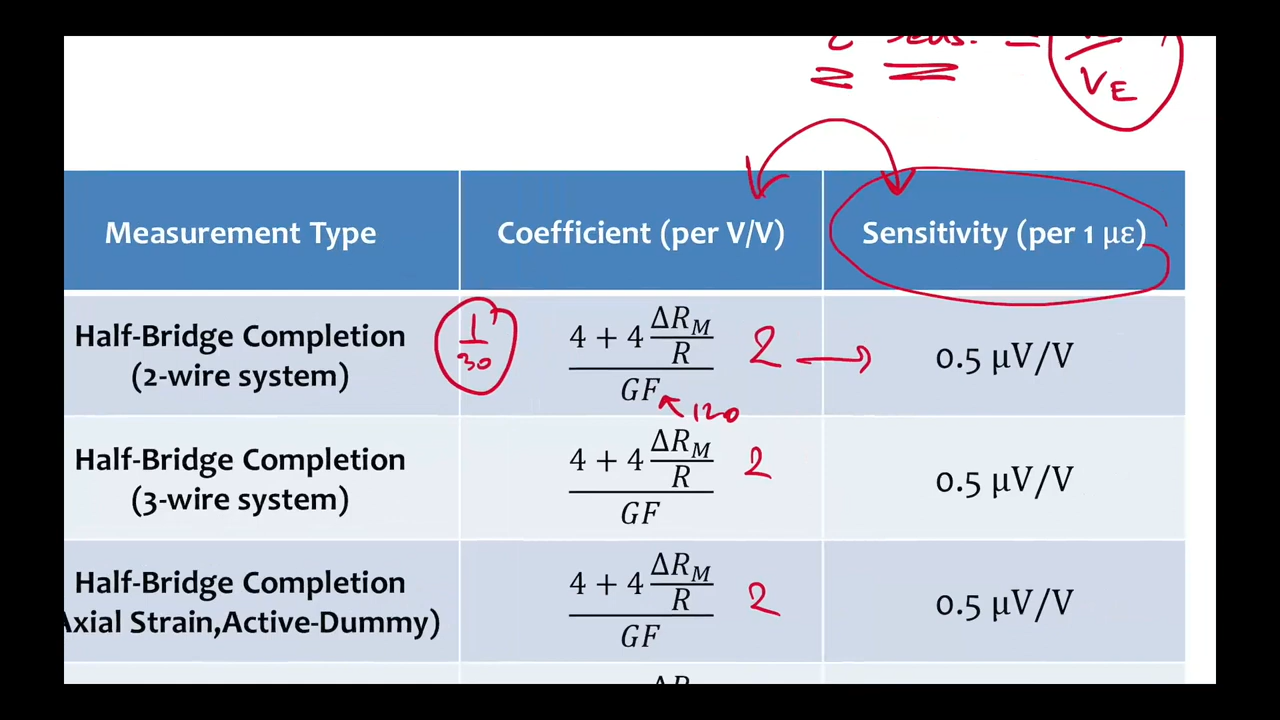 V_E
Measurement Type Coefficient (per V/V) Sensitivity (per 1 με)
Half-Bridge Completion
(2-wire system)
1/30
4 + 4 ΔR_M/R
GF
2
120
0.5 μV/V
Half-Bridge Completion
(3-wire system)
4 + 4 ΔR_M/R
GF
2
0.5 μV/V
Half-Bridge Completion
Axial Strain,Active-Dummy)
4 + 4 ΔR_M/R
GF
2
0.5 μV/V